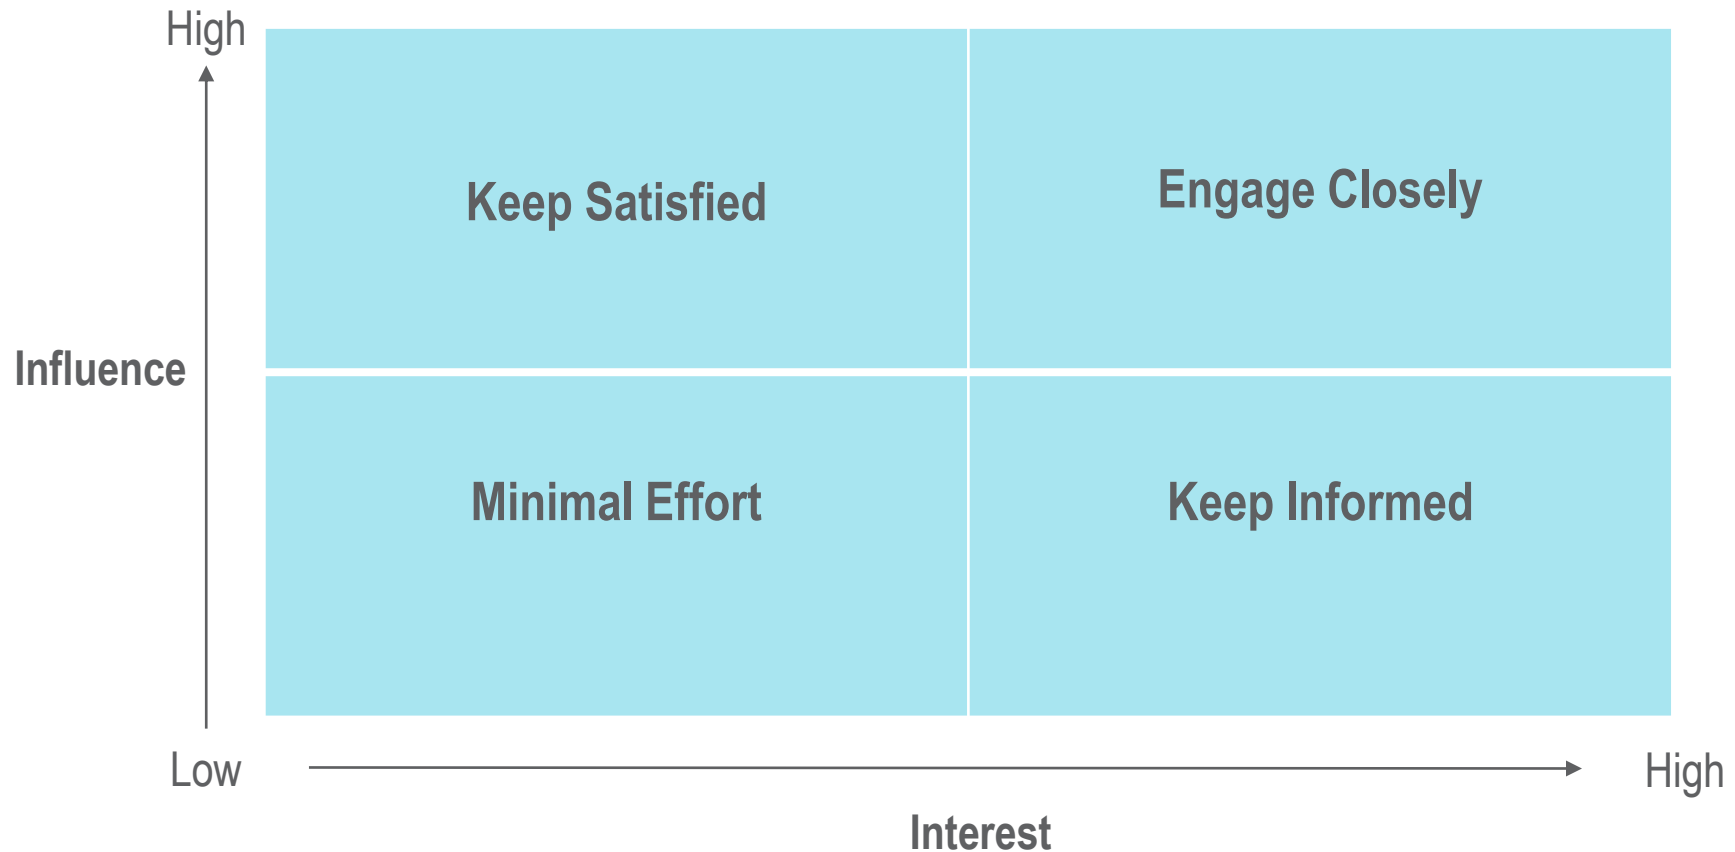 High
Keep Satisfied
Engage Closely
Influence
Minimal Effort
Keep Informed
Low
High
Interest